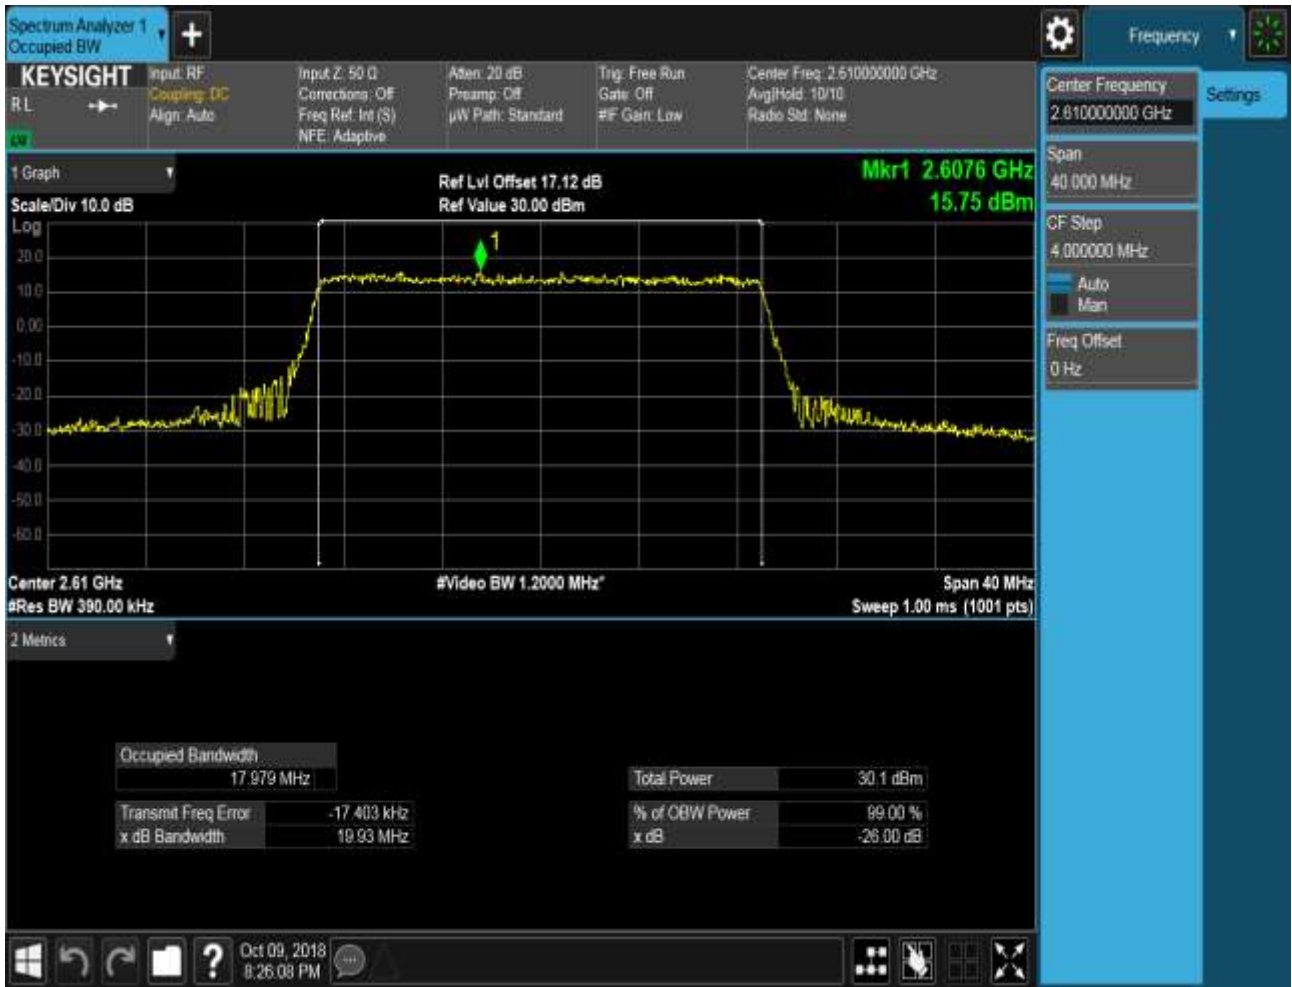 Spectrum Analyzer 1
Occupied BW
Frequency
KEYSIGHT
R L
Input: RF
Coupling: DC
Align: Auto
Input Z: 50 Ω
Corrections: Off
Freq Ref: Int (S)
NFE: Adaptive
Atten: 20 dB
Preamp: Off
µW Path: Standard
Trig: Free Run
Gate: Off
#IF Gain: Low
Center Freq: 2.610000000 GHz
Avg|Hold: 10/10
Radio Std: None
Center Frequency
2.610000000 GHz
Settings
Span
40.000 MHz
CF Step
4.000000 MHz
Auto
Man
Freq Offset
0 Hz
1 Graph
Scale/Div 10.0 dB
Ref Lvl Offset 17.12 dB
Ref Value 30.00 dBm
Mkr1 2.6076 GHz
15.75 dBm
Log
20.0
10.0
0.00
-10.0
-20.0
-30.0
-40.0
-50.0
-60.0
1
Center 2.61 GHz
#Res BW 390.00 kHz
#Video BW 1.2000 MHz*
Span 40 MHz
Sweep 1.00 ms (1001 pts)
2 Metrics
Occupied Bandwidth
17.979 MHz
Transmit Freq Error -17.403 kHz
x dB Bandwidth 19.93 MHz
Total Power 30.1 dBm
% of OBW Power 99.00 %
x dB -26.00 dB
?
Oct 09, 2018
8:26:08 PM